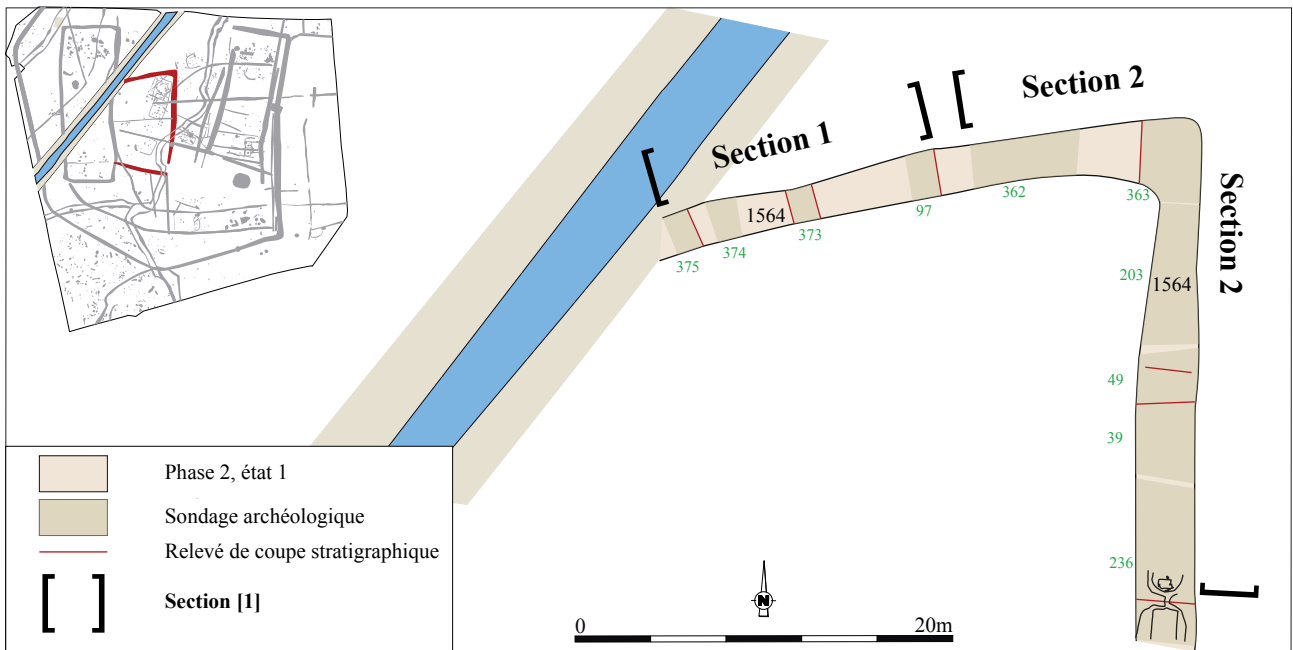 Section 1
Section 2
Section 2
1564
375
374
373
97
362
363
203
1564
49
39
236
Phase 2, état 1
Sondage archéologique
Relevé de coupe stratigraphique
Section [1]
N
0
20m